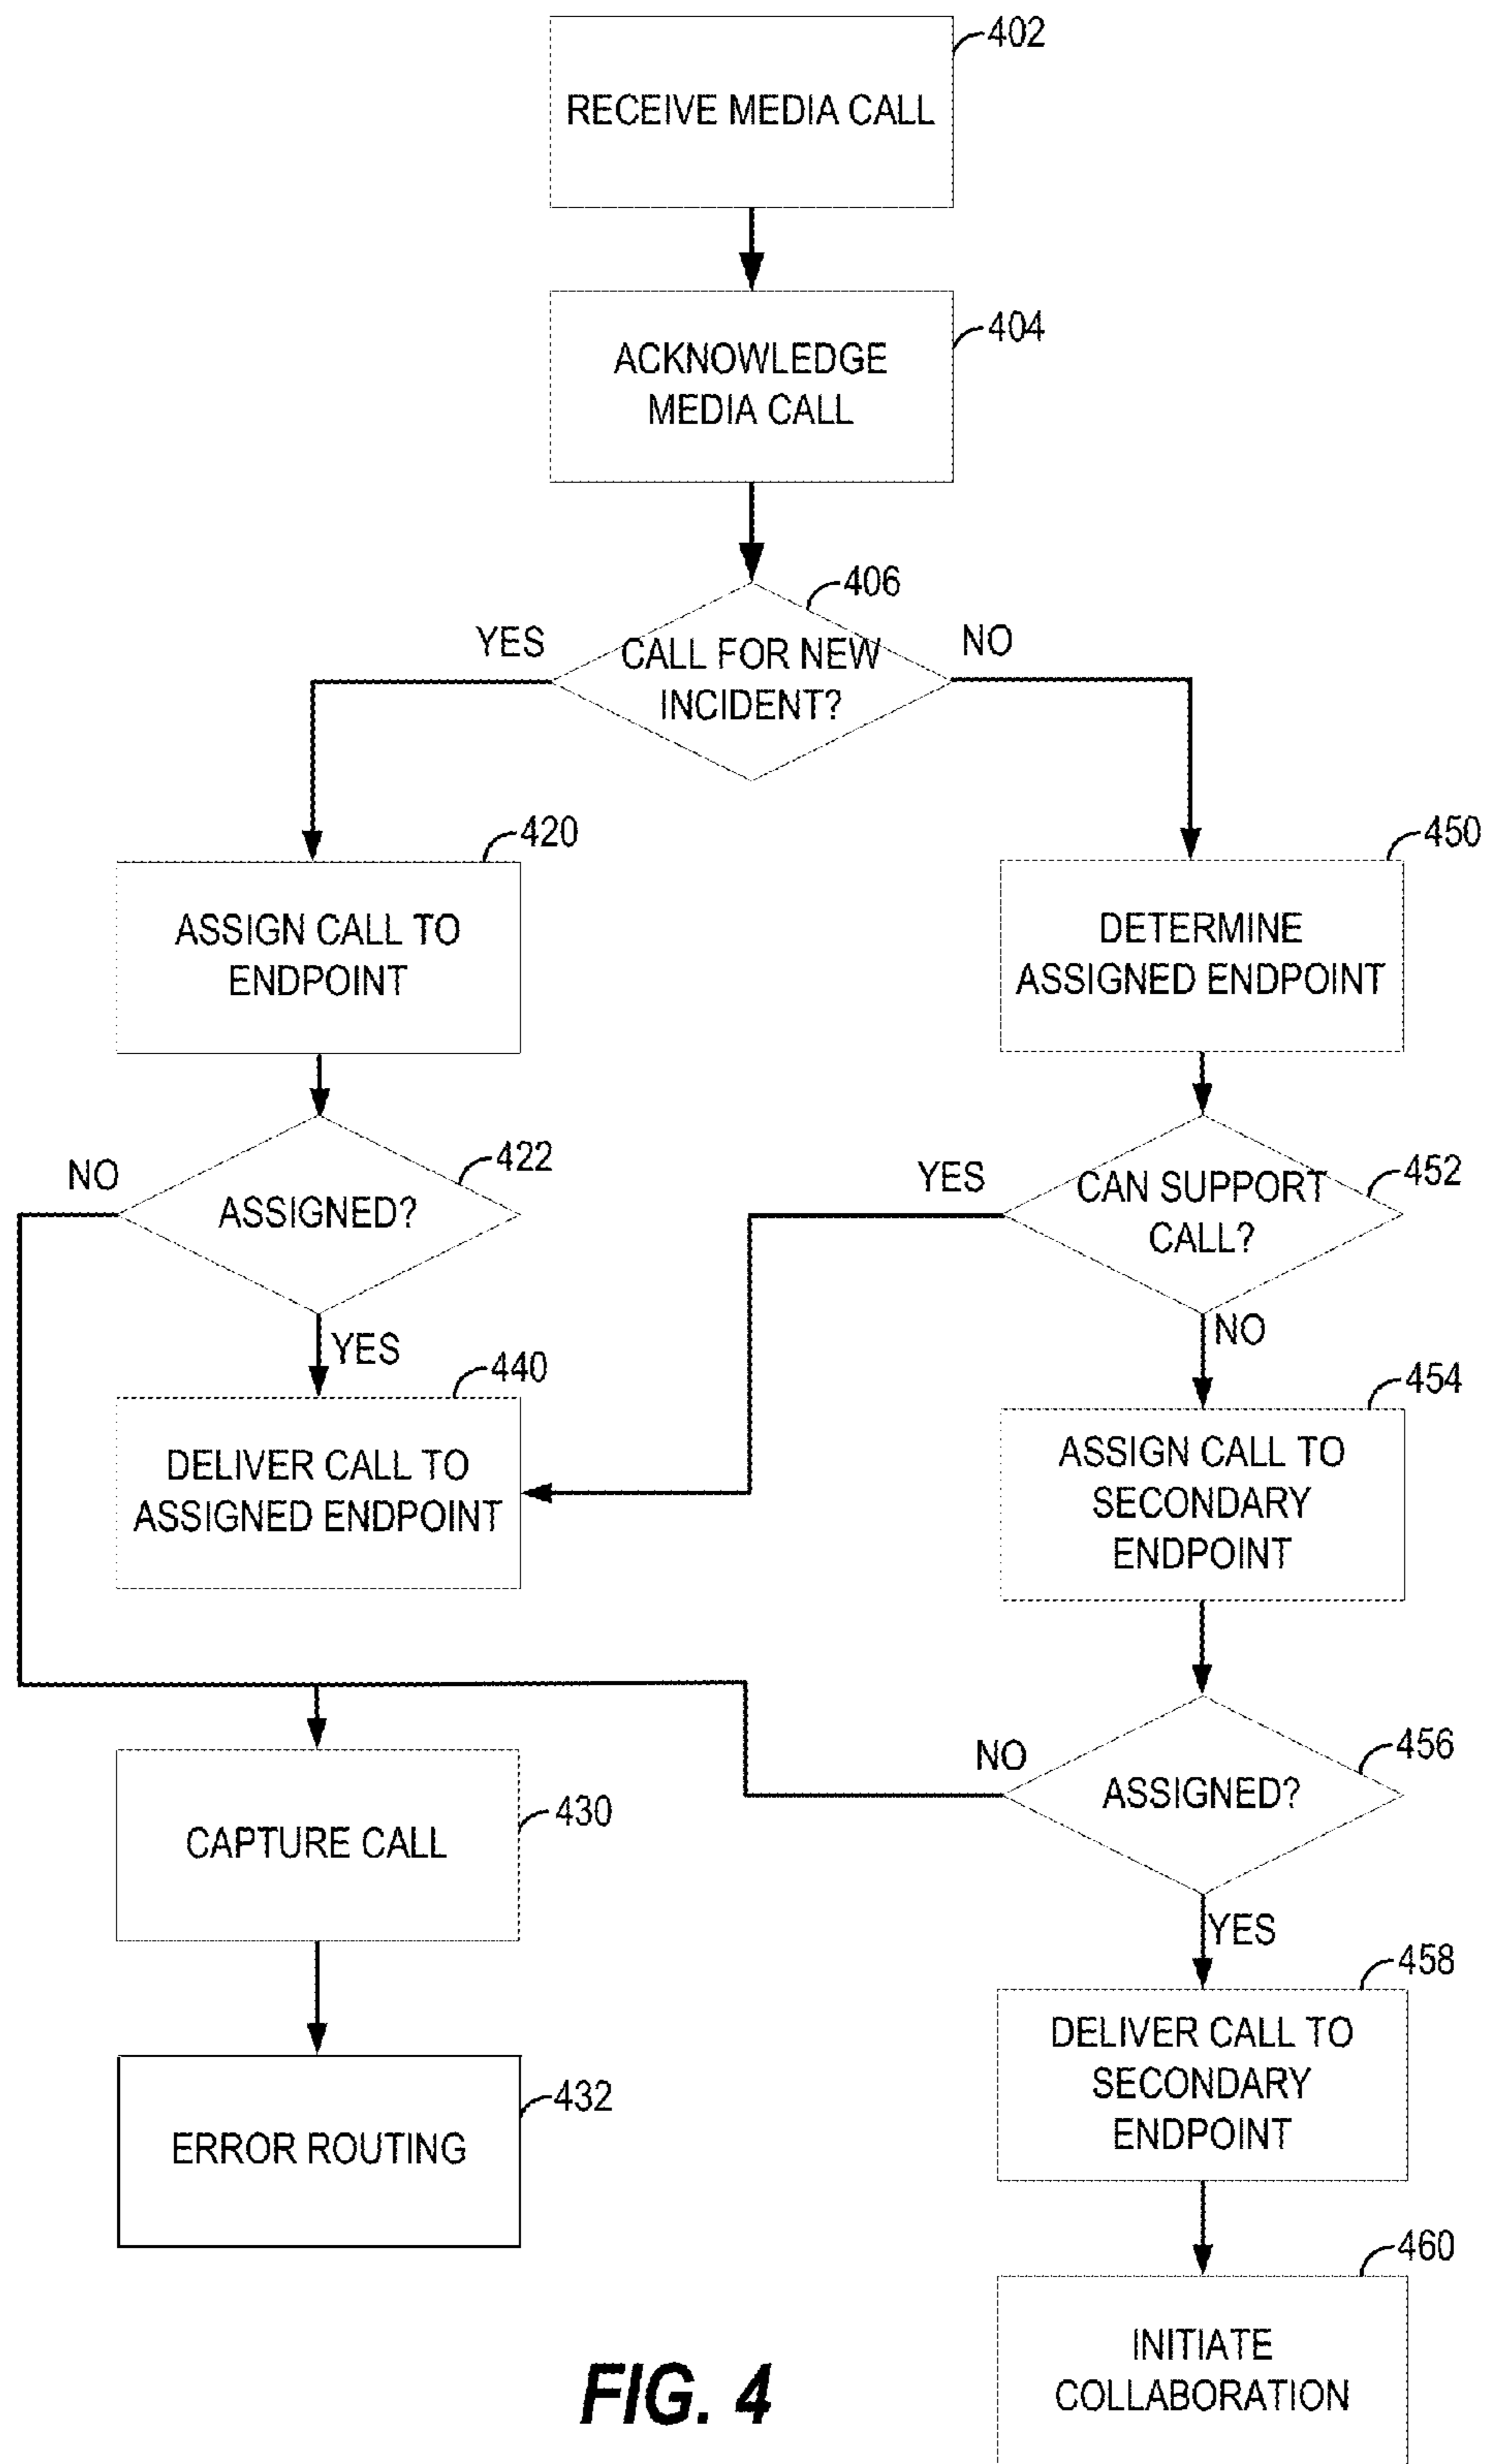 402
RECEIVE MEDIA CALL
404
ACKNOWLEDGE
MEDIA CALL
406
YES
NO
CALL FOR NEW
INCIDENT?
420
ASSIGN CALL TO
ENDPOINT
450
DETERMINE
ASSIGNED ENDPOINT
NO
422
ASSIGNED?
YES
YES
452
CAN SUPPORT
CALL?
NO
440
DELIVER CALL TO
ASSIGNED ENDPOINT
454
ASSIGN CALL TO
SECONDARY
ENDPOINT
NO
456
ASSIGNED?
YES
430
CAPTURE CALL
458
DELIVER CALL TO
SECONDARY
ENDPOINT
432
ERROR ROUTING
460
INITIATE
COLLABORATION
FIG. 4